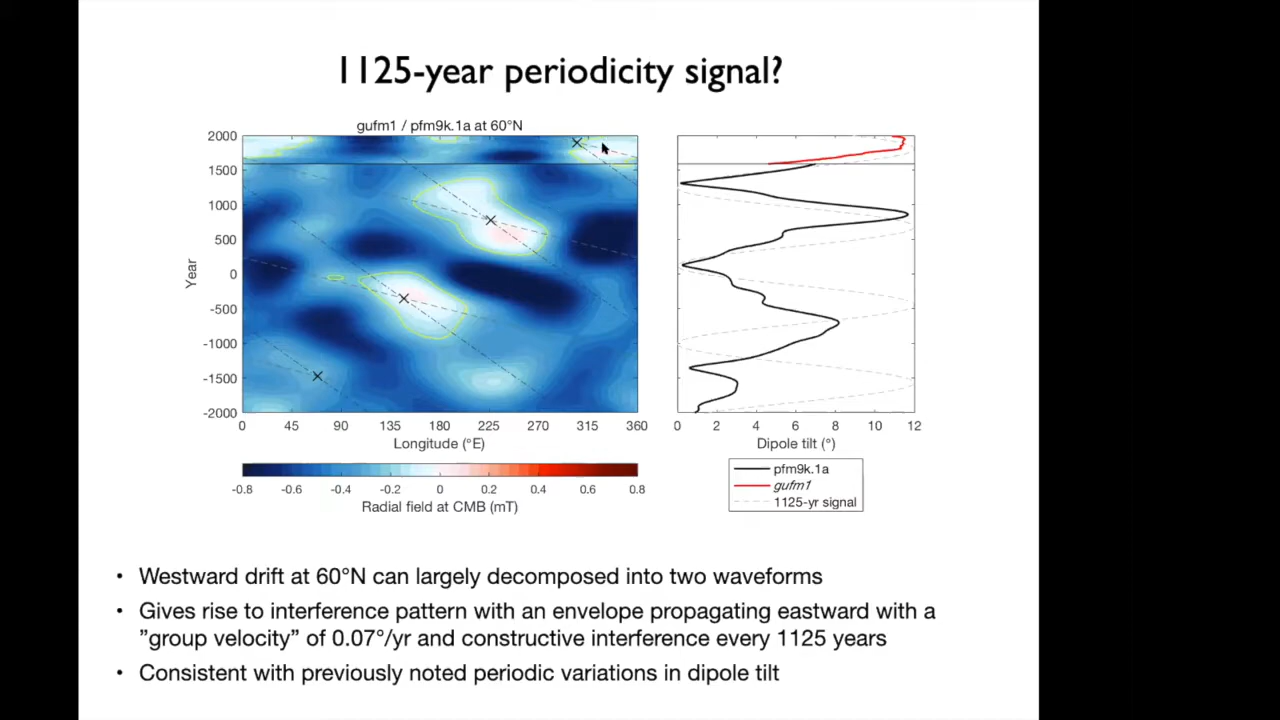 1125-year periodicity signal?
gufm1 / pfm9k.1a at 60°N
2000
1500
1000
500
0
-500
-1000
-1500
-2000
Year
0 45 90 135 180 225 270 315 360
Longitude (°E)
-0.8 -0.6 -0.4 -0.2 0 0.2 0.4 0.6 0.8
Radial field at CMB (mT)
0 2 4 6 8 10 12
Dipole tilt (°)
pfm9k.1a
gufm1
1125-yr signal
• Westward drift at 60°N can largely decomposed into two waveforms
• Gives rise to interference pattern with an envelope propagating eastward with a
”group velocity” of 0.07°/yr and constructive interference every 1125 years
• Consistent with previously noted periodic variations in dipole tilt